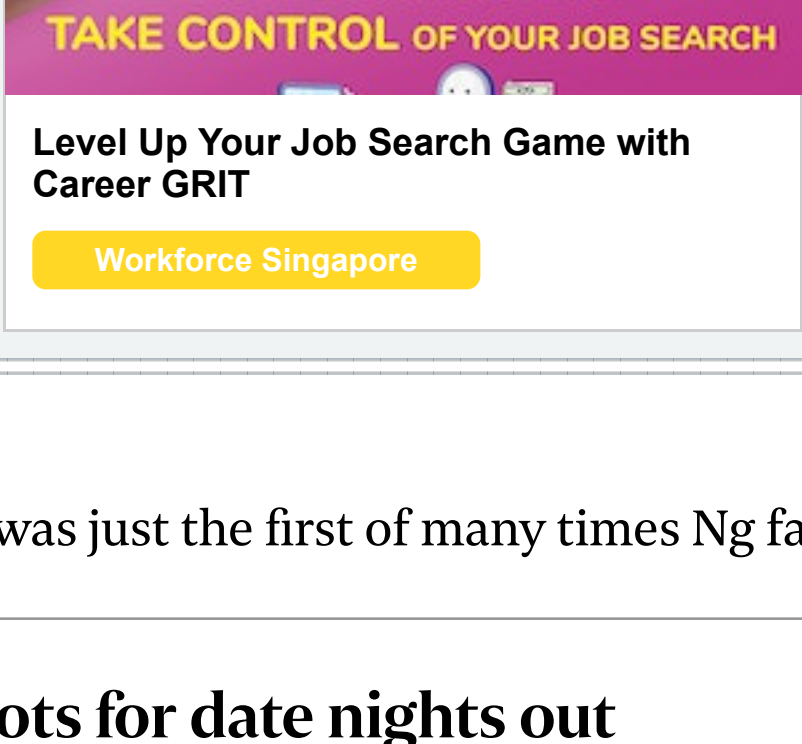 TAKE CONTROL OF YOUR JOB SEARCH
Level Up Your Job Search Game with
Career GRIT
Workforce Singapore
was just the first of many times Ng fa
ots for date nights out